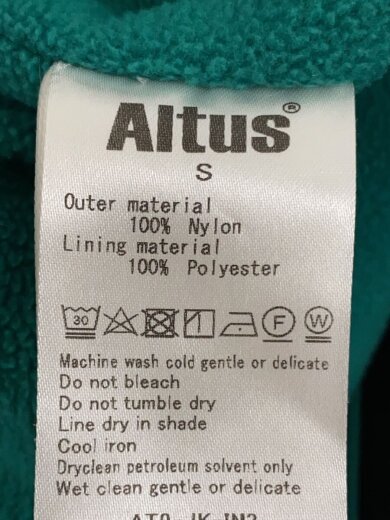 Altus®
S
Outer material
100% Nylon
Lining material
100% Polyester
30 F W
Machine wash cold gentle or delicate
Do not bleach
Do not tumble dry
Line dry in shade
Cool iron
Dryclean petroleum solvent only
Wet clean gentle or delicate